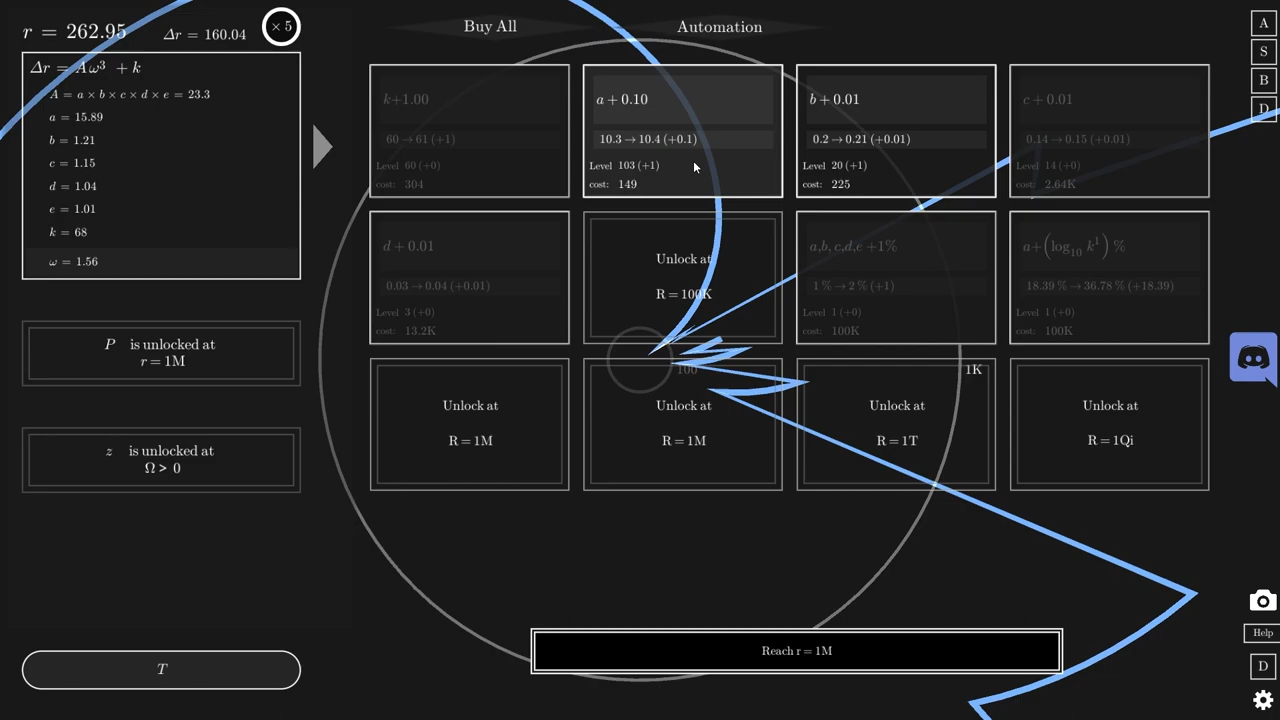 r = 262.95
Δr = 160.04
× 5
Buy All
Automation
A
S
B
D
Δr = Aω³ + k
A = a × b × c × d × e = 23.3
a = 15.89
b = 1.21
c = 1.15
d = 1.04
e = 1.01
k = 68
ω = 1.56
k+1.00
60→61 (+1)
Level 60 (+0)
cost: 304
a + 0.10
10.3→10.4 (+0.1)
Level 103 (+1)
cost: 149
b + 0.01
0.2→0.21 (+0.01)
Level 20 (+1)
cost: 225
c + 0.01
0.14→0.15 (+0.01)
Level 14 (+0)
cost: 2.64K
d + 0.01
0.03→0.04 (+0.01)
Level 3 (+0)
cost: 13.2K
Unlock at
R = 100K
a,b, c,d,e +1%
1 %→2 % (+1)
Level 1 (+0)
cost: 100K
a+(log₁₀ k¹) %
18.39 %→36.78 % (+18.39)
Level 1 (+0)
cost: 100K
P is unlocked at
r = 1M
z is unlocked at
Ω > 0
100
1K
Unlock at
R = 1M
Unlock at
R = 1M
Unlock at
R = 1T
Unlock at
R = 1Qi
T
Reach r = 1M
Help
D